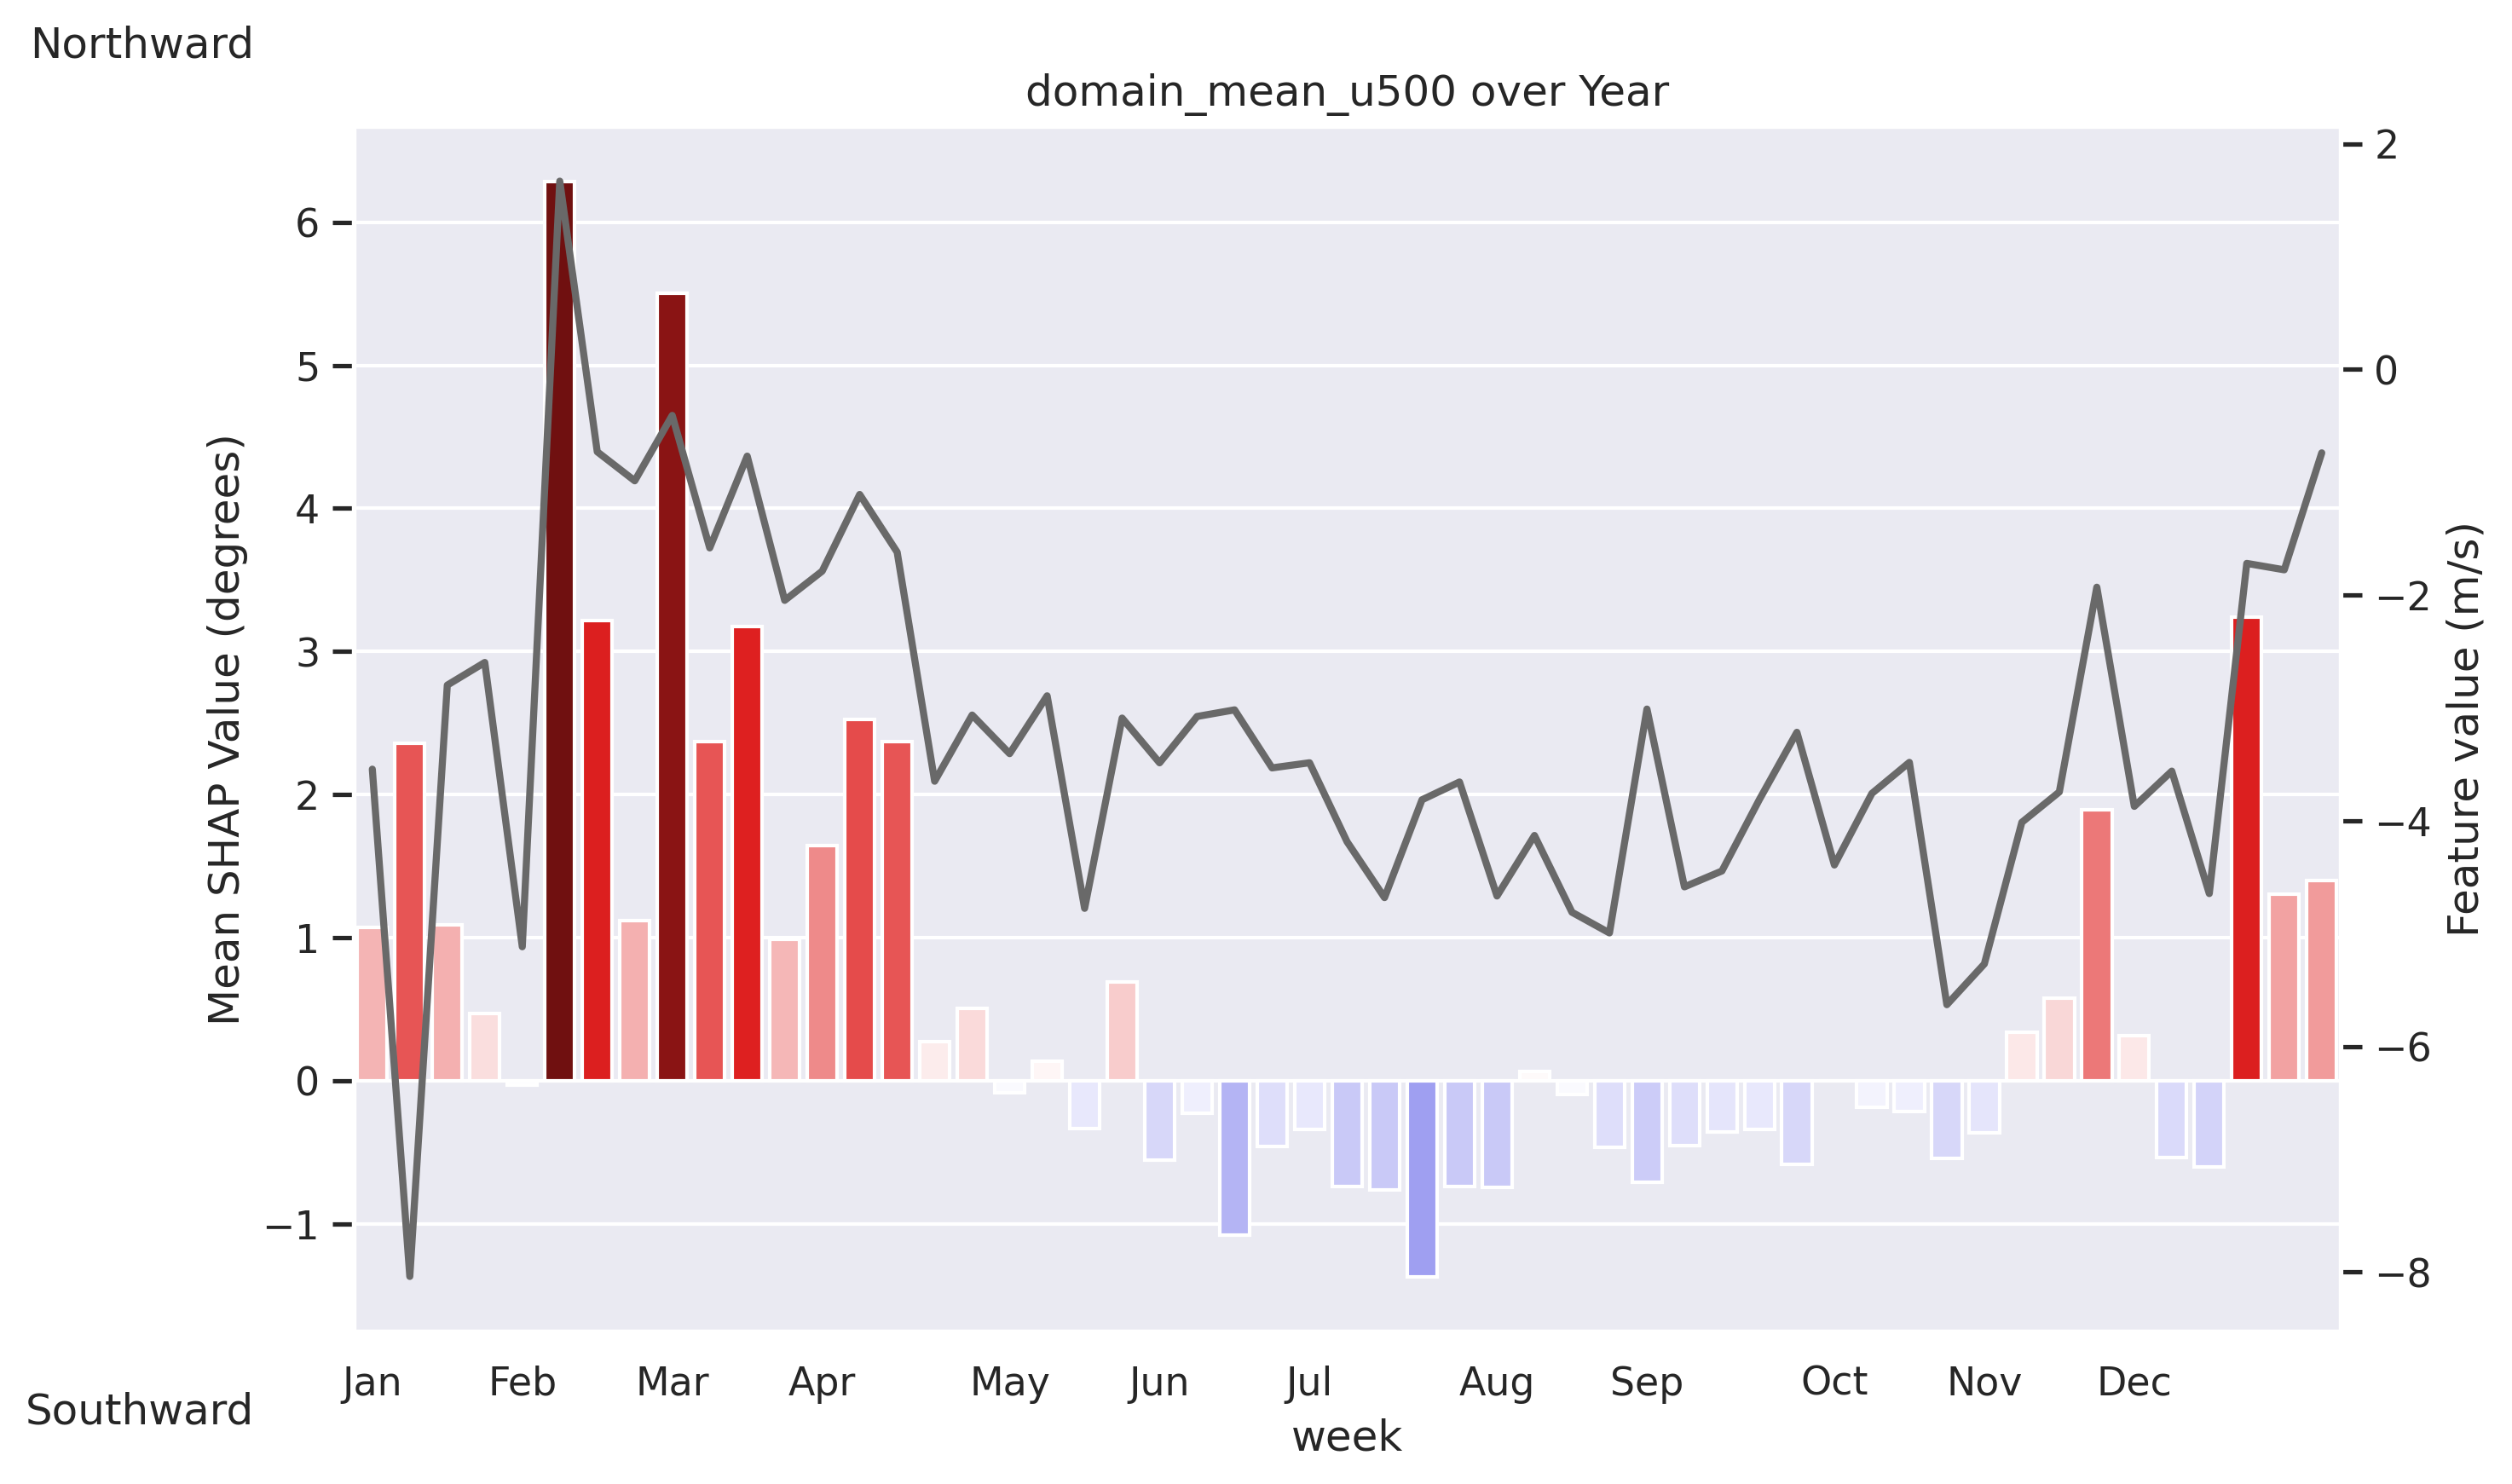 Northward
domain_mean_u500 over Year
Mean SHAP Value (degrees)
6
5
4
3
2
1
0
−1
2
0
−2
−4
−6
−8
Feature value (m/s)
Jan Feb Mar Apr May Jun Jul Aug Sep Oct Nov Dec
Southward
week